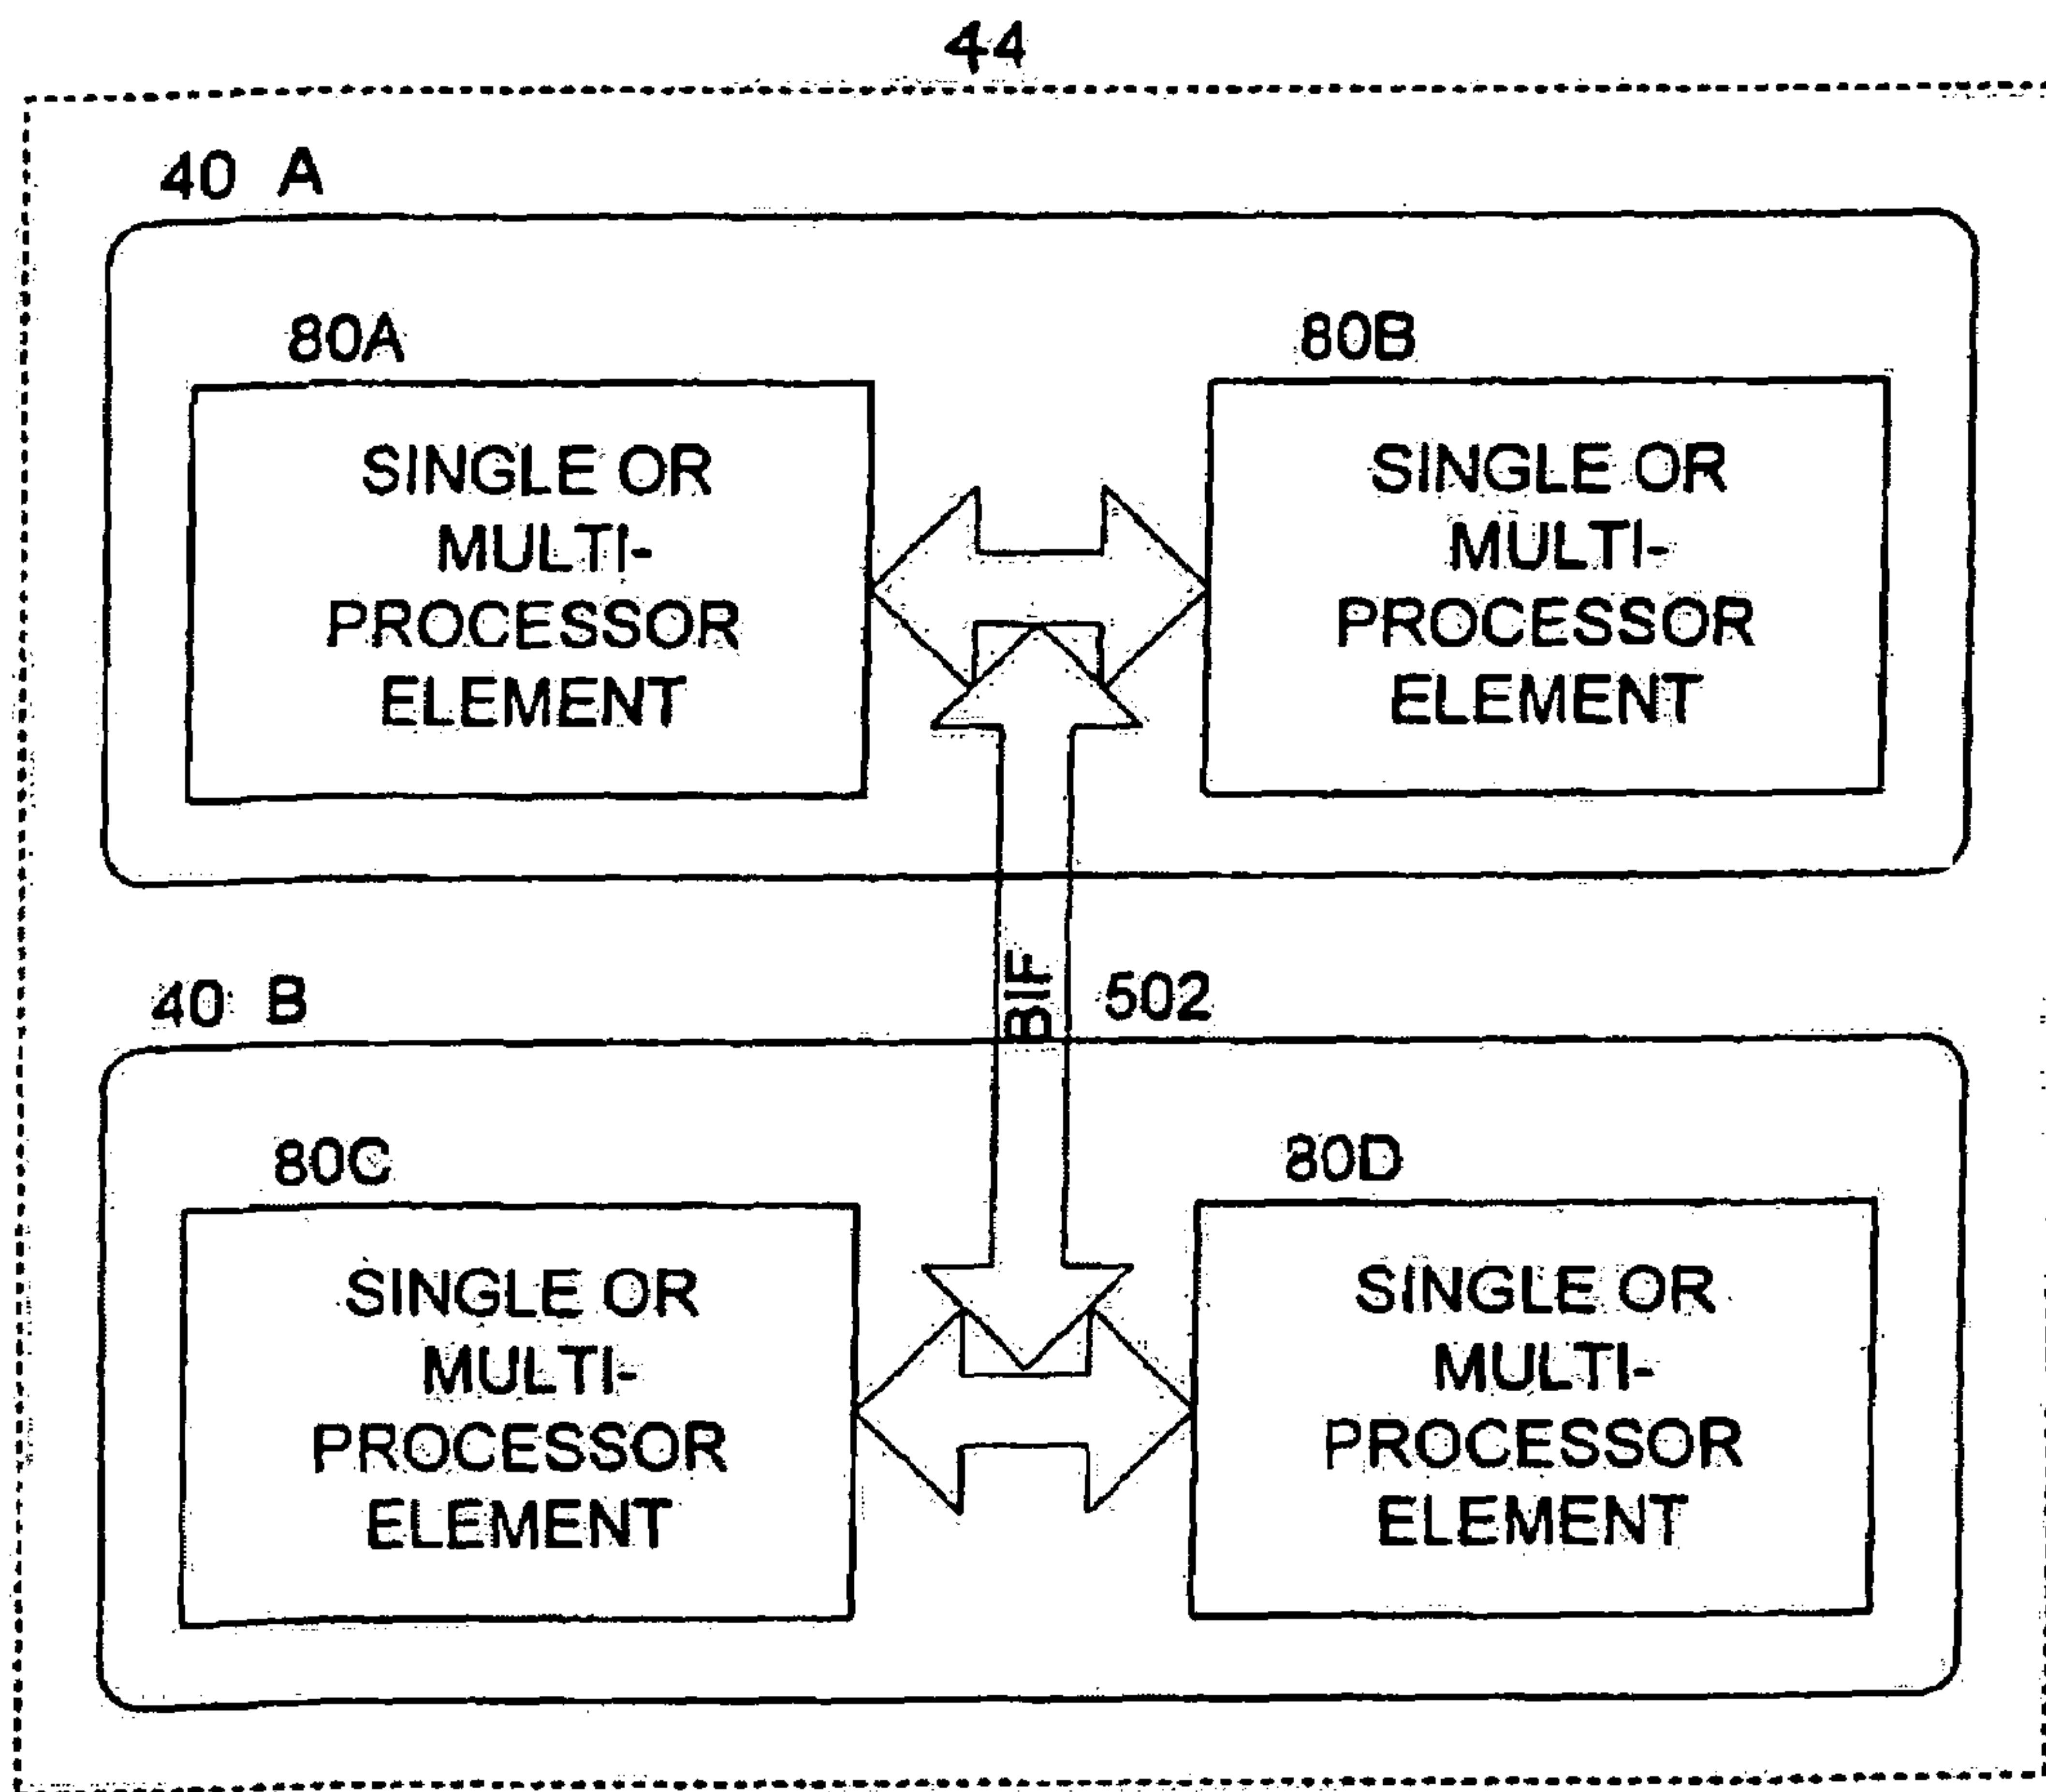 44
40 A
80A
80B
SINGLE OR
MULTI-
PROCESSOR
ELEMENT
SINGLE OR
MULTI-
PROCESSOR
ELEMENT
BIF
502
40 B
80C
80D
SINGLE OR
MULTI-
PROCESSOR
ELEMENT
SINGLE OR
MULTI-
PROCESSOR
ELEMENT